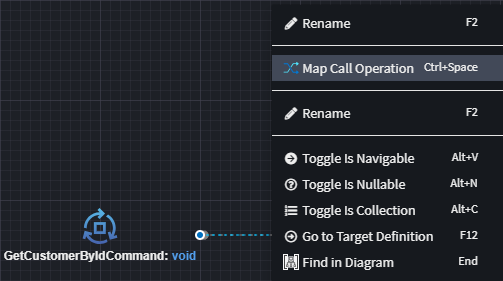 Rename F2
Map Call Operation Ctrl+Space
Rename F2
Toggle Is Navigable Alt+V
Toggle Is Nullable Alt+N
Toggle Is Collection Alt+C
Go to Target Definition F12
Find in Diagram End
GetCustomerByIdCommand: void